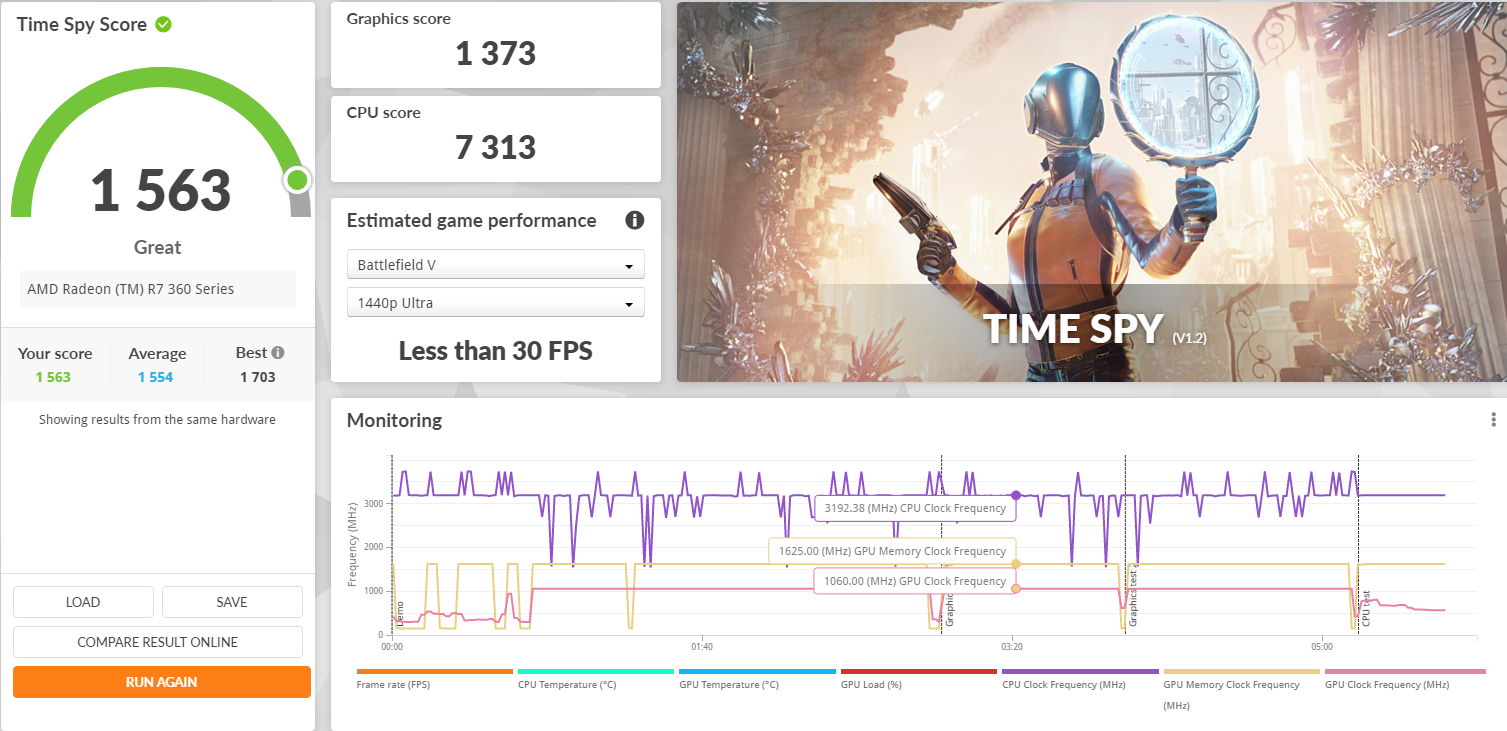 Time Spy Score
1 563
Great
AMD Radeon (TM) R7 360 Series
Your score
Average
Best
1 563
1 554
1 703
Showing results from the same hardware
LOAD
SAVE
COMPARE RESULT ONLINE
RUN AGAIN
Graphics score
1 373
CPU score
7 313
Estimated game performance
Battlefield V
1440p Ultra
Less than 30 FPS
TIME SPY (V1.2)
Monitoring
Frequency (MHz)
3000
2000
1000
0
3192.38 (MHz) CPU Clock Frequency
1625.00 (MHz) GPU Memory Clock Frequency
1060.00 (MHz) GPU Clock Frequency
Demo
Graphics test
CPU test
00:00
01:40
03:20
05:00
Frame rate (FPS)
CPU Temperature (°C)
GPU Temperature (°C)
GPU Load (%)
CPU Clock Frequency (MHz)
GPU Memory Clock Frequency
(MHz)
GPU Clock Frequency (MHz)